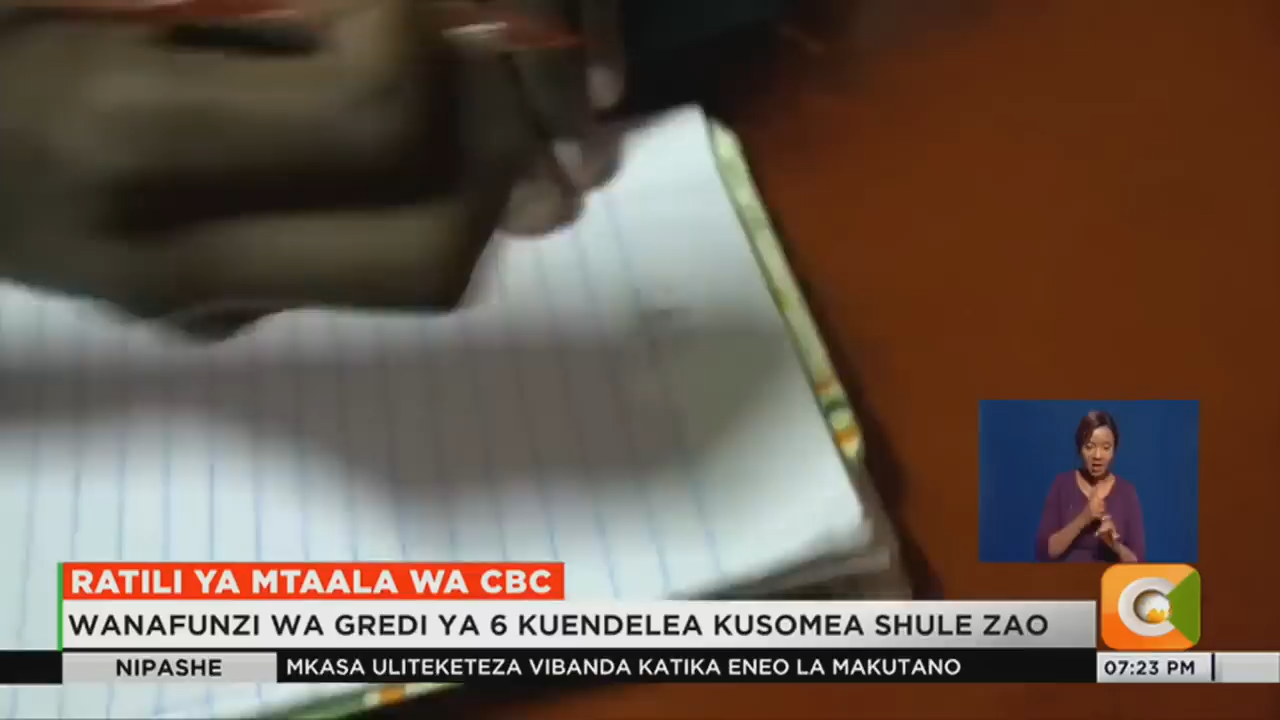 RATILI YA MTAALA WA CBC
WANAFUNZI WA GREDI YA 6 KUENDELEA KUSOMEA SHULE ZAO
NIPASHE
MKASA ULITEKETEZA VIBANDA KATIKA ENEO LA MAKUTANO
07:23 PM